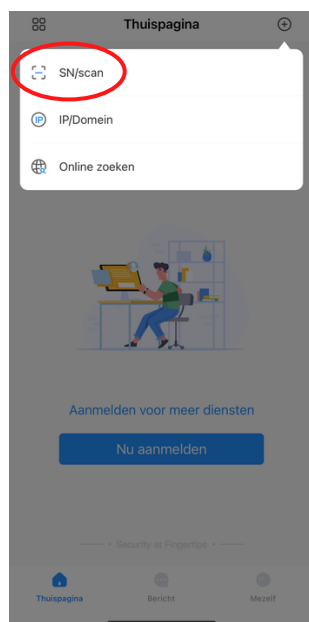 Thuispagina
SN/scan
IP
IP/Domein
Online zoeken
Aanmelden voor meer diensten
Nu aanmelden
Security at Fingertips
Thuispagina
Bericht
Mezelf